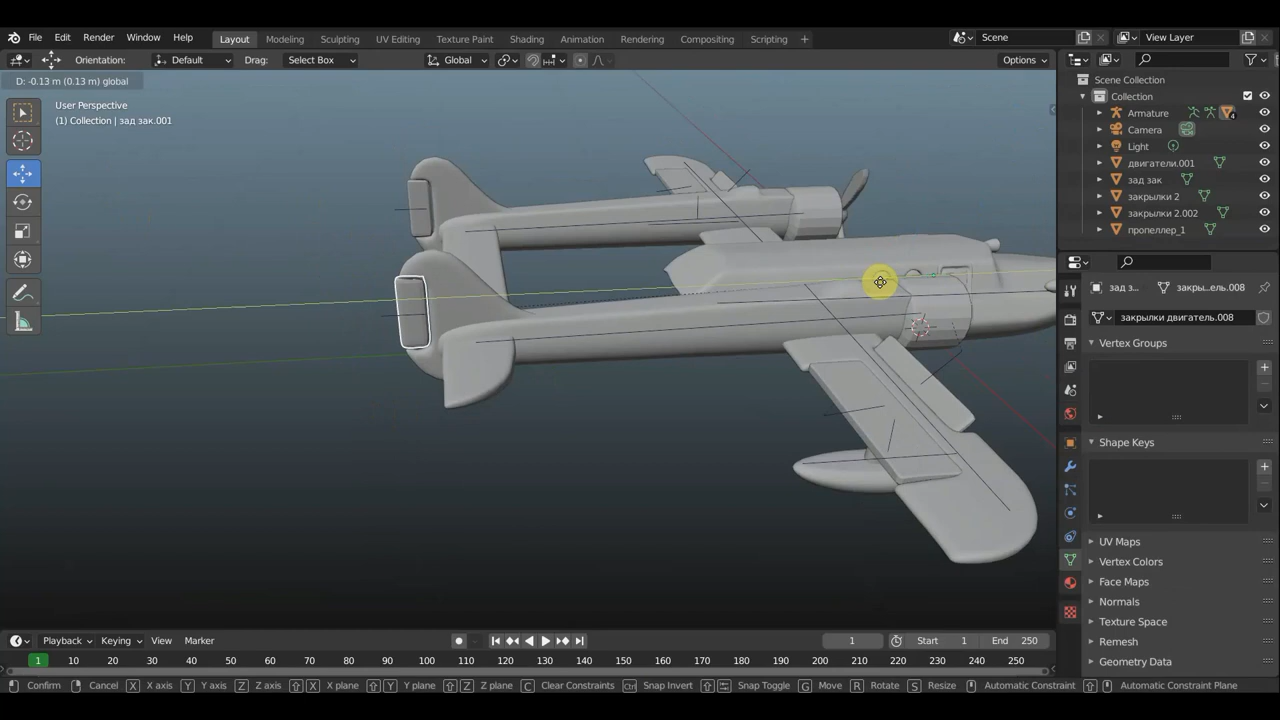 File Edit Render Window Help Layout Modeling Sculpting UV Editing Texture Paint Shading Animation Rendering Compositing Scripting + Scene View Layer
Orientation: Default Drag: Select Box Global Options
D: -0.13 m (0.13 m) global
User Perspective
(1) Collection | зад зак.001
Scene Collection
Collection
Armature 4
Camera
Light
двигатели.001
зад зак
закрылки 2
закрылки 2.002
пропеллер_1
зад з... закры...ель.008
закрылки двигатель.008
Vertex Groups
Shape Keys
UV Maps
Vertex Colors
Face Maps
Normals
Texture Space
Remesh
Geometry Data
Playback Keying View Marker 1 Start 1 End 250
1 10 20 30 40 50 60 70 80 90 100 110 120 130 140 150 160 170 180 190 200 210 220 230 240 250
Confirm Cancel X X axis Y Y axis Z Z axis X X plane Y Y plane Z Z plane C Clear Constraints Ctrl Snap Invert Snap Toggle G Move R Rotate S Resize Automatic Constraint Automatic Constraint Plane